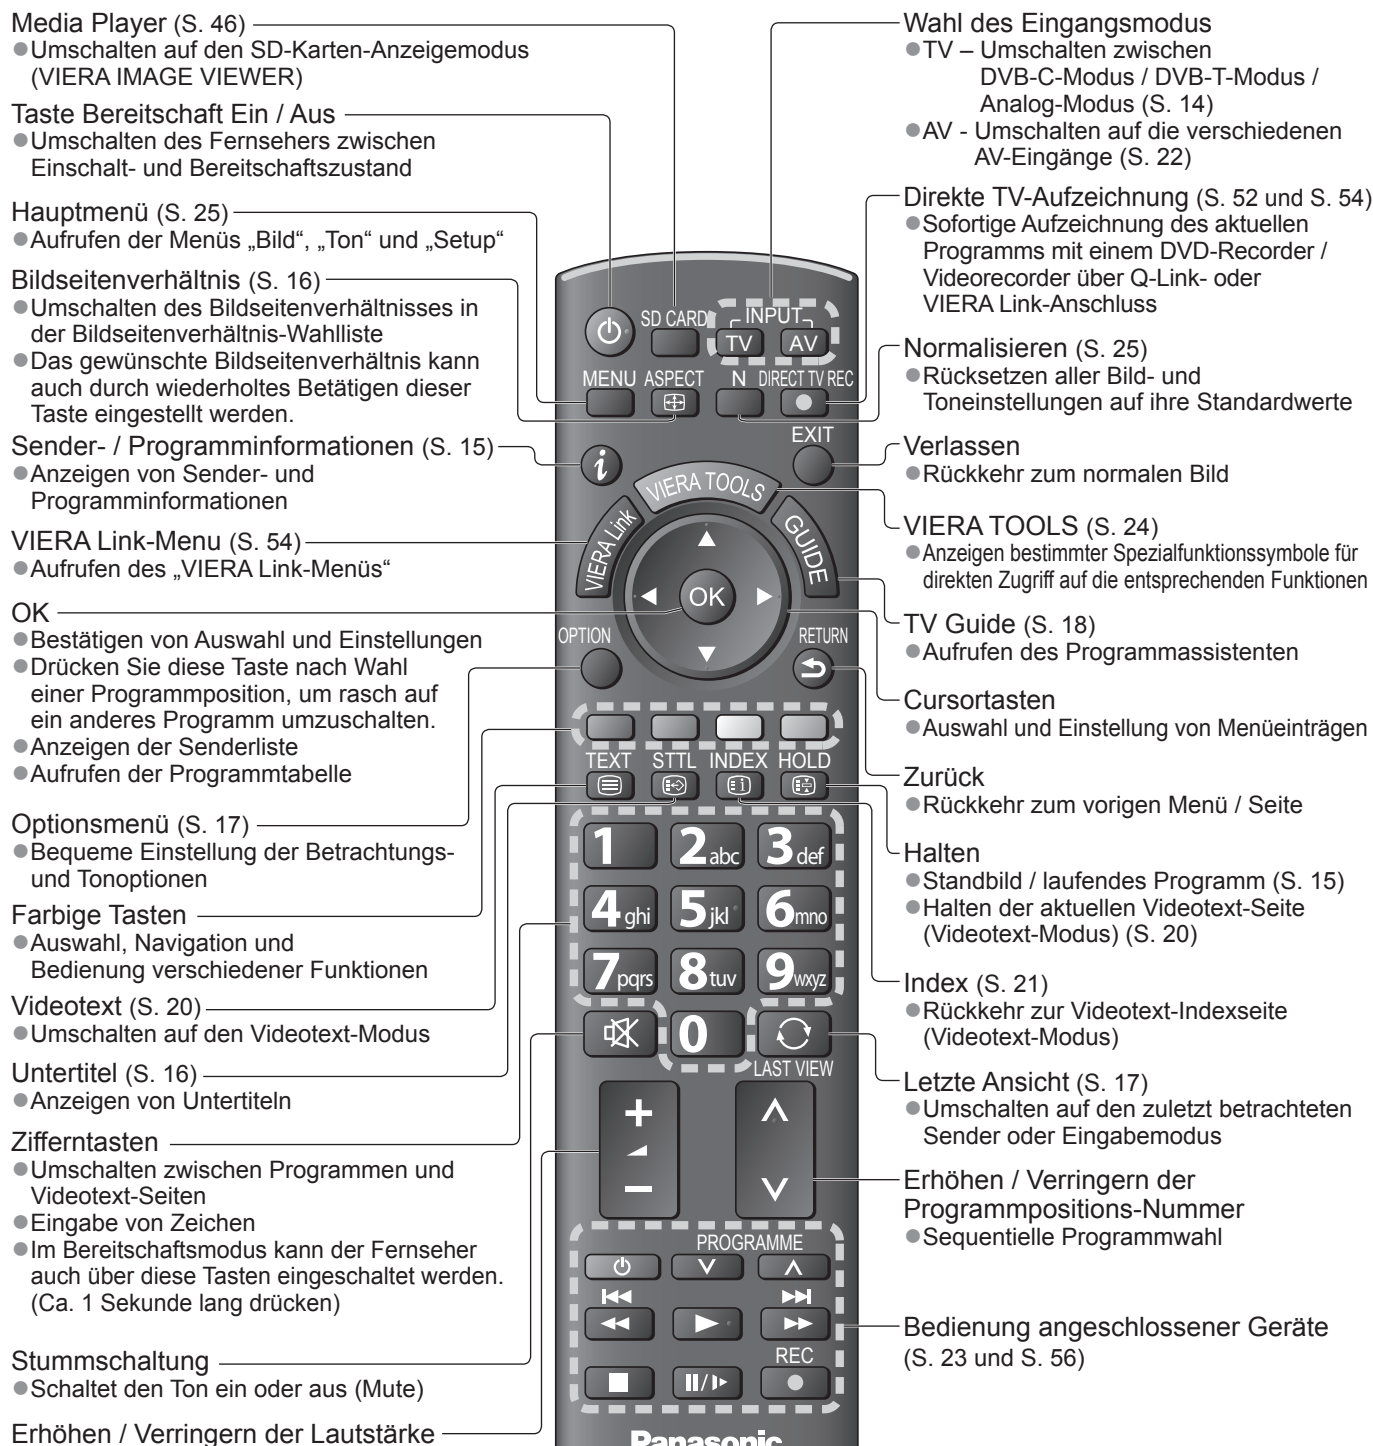 Media Player (S. 46)
●Umschalten auf den SD-Karten-Anzeigemodus
(VIERA IMAGE VIEWER)
Taste Bereitschaft Ein / Aus
●Umschalten des Fernsehers zwischen
Einschalt- und Bereitschaftszustand
Hauptmenü (S. 25)
●Aufrufen der Menüs „Bild“, „Ton“ und „Setup“
Bildseitenverhältnis (S. 16)
●Umschalten des Bildseitenverhältnisses in
der Bildseitenverhältnis-Wahlliste
●Das gewünschte Bildseitenverhältnis kann
auch durch wiederholtes Betätigen dieser
Taste eingestellt werden.
Sender- / Programminformationen (S. 15)
●Anzeigen von Sender- und
Programminformationen
VIERA Link-Menu (S. 54)
●Aufrufen des „VIERA Link-Menüs“
OK
●Bestätigen von Auswahl und Einstellungen
●Drücken Sie diese Taste nach Wahl
einer Programmposition, um rasch auf
ein anderes Programm umzuschalten.
●Anzeigen der Senderliste
●Aufrufen der Programmtabelle
Optionsmenü (S. 17)
●Bequeme Einstellung der Betrachtungs-
und Tonoptionen
Farbige Tasten
●Auswahl, Navigation und
Bedienung verschiedener Funktionen
Videotext (S. 20)
●Umschalten auf den Videotext-Modus
Untertitel (S. 16)
●Anzeigen von Untertiteln
Zifferntasten
●Umschalten zwischen Programmen und
Videotext-Seiten
●Eingabe von Zeichen
●Im Bereitschaftsmodus kann der Fernseher
auch über diese Tasten eingeschaltet werden.
(Ca. 1 Sekunde lang drücken)
Stummschaltung
●Schaltet den Ton ein oder aus (Mute)
Erhöhen / Verringern der Lautstärke
SD CARD
INPUT
TV AV
MENU ASPECT N DIRECT TV REC
EXIT
i
VIERA TOOLS
VIERA Link
GUIDE
OK
OPTION
RETURN
TEXT STTL INDEX HOLD
1 2abc 3def
4ghi 5jkl 6mno
7pqrs 8tuv 9wxyz
0
LAST VIEW
+
−
PROGRAMME
REC
Panasonic
Wahl des Eingangsmodus
●TV – Umschalten zwischen
DVB-C-Modus / DVB-T-Modus /
Analog-Modus (S. 14)
●AV - Umschalten auf die verschiedenen
AV-Eingänge (S. 22)
Direkte TV-Aufzeichnung (S. 52 und S. 54)
●Sofortige Aufzeichnung des aktuellen
Programms mit einem DVD-Recorder /
Videorecorder über Q-Link- oder
VIERA Link-Anschluss
Normalisieren (S. 25)
●Rücksetzen aller Bild- und
Toneinstellungen auf ihre Standardwerte
Verlassen
●Rückkehr zum normalen Bild
VIERA TOOLS (S. 24)
●Anzeigen bestimmter Spezialfunktionssymbole für
direkten Zugriff auf die entsprechenden Funktionen
TV Guide (S. 18)
●Aufrufen des Programmassistenten
Cursortasten
●Auswahl und Einstellung von Menüeinträgen
Zurück
●Rückkehr zum vorigen Menü / Seite
Halten
●Standbild / laufendes Programm (S. 15)
●Halten der aktuellen Videotext-Seite
(Videotext-Modus) (S. 20)
Index (S. 21)
●Rückkehr zur Videotext-Indexseite
(Videotext-Modus)
Letzte Ansicht (S. 17)
●Umschalten auf den zuletzt betrachteten
Sender oder Eingabemodus
Erhöhen / Verringern der
Programmpositions-Nummer
●Sequentielle Programmwahl
Bedienung angeschlossener Geräte
(S. 23 und S. 56)